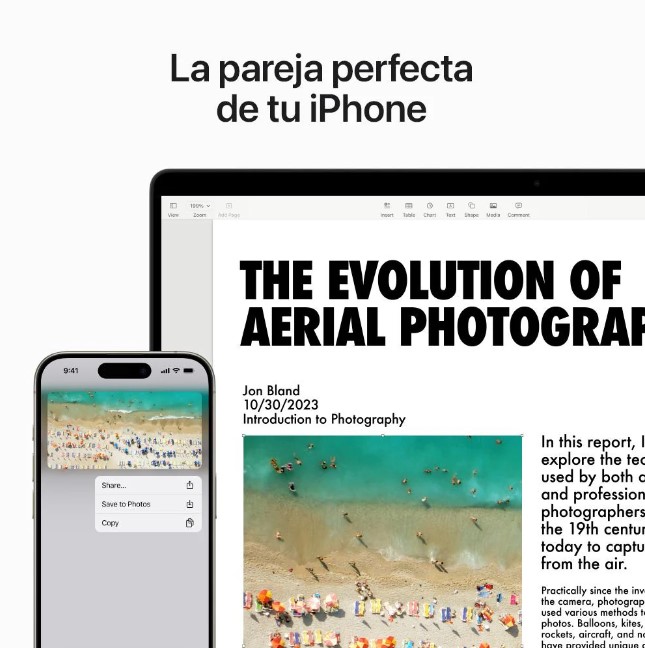 La pareja perfecta
de tu iPhone
View
100%
Zoom
Add Page
Insert
Table
Chart
Text
Shape
Media
Comment
THE EVOLUTION OF
AERIAL PHOTOGRAP
Jon Bland
10/30/2023
Introduction to Photography
In this report, I
explore the tec
used by both a
and profession
photographers
the 19th centur
today to captu
from the air.
Practically since the inv
the camera, photograp
used various methods t
photos. Balloons, kites,
rockets, aircraft, and no
have provided unique
9:41
Share...
Save to Photos
Copy